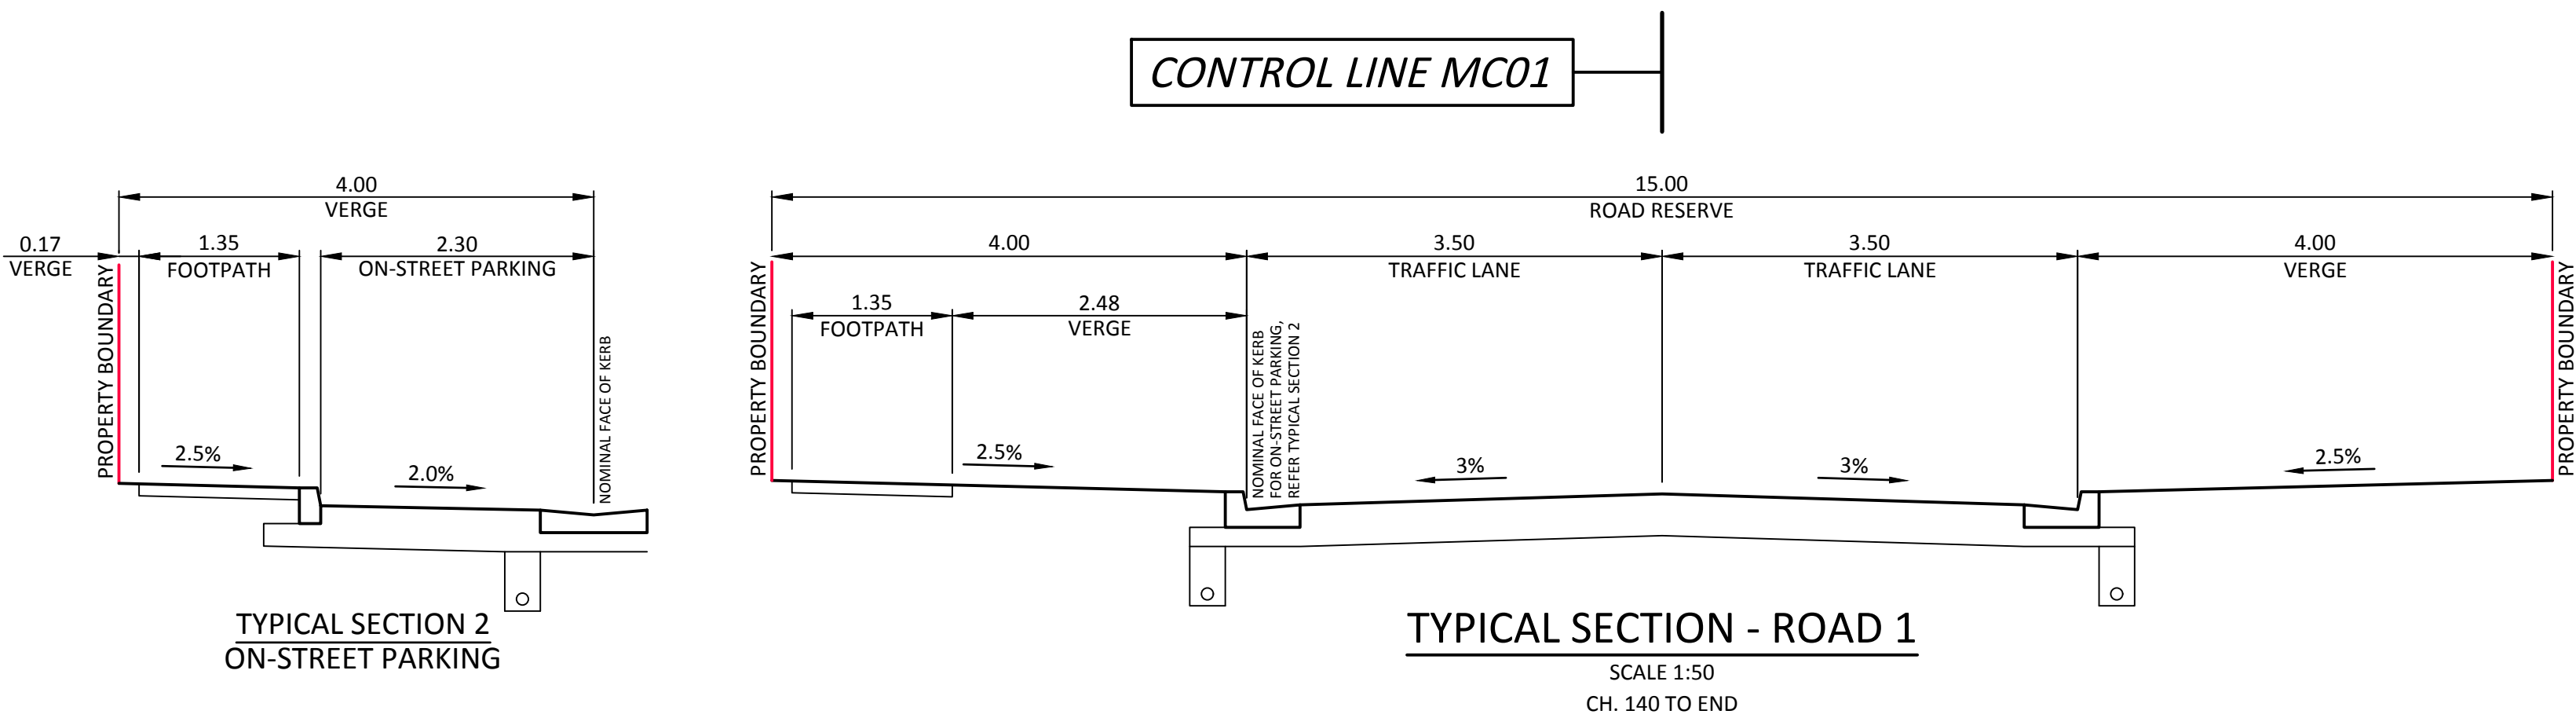 CONTROL LINE MC01
4.00
VERGE
0.17
VERGE
1.35
FOOTPATH
2.30
ON-STREET PARKING
PROPERTY BOUNDARY
NOMINAL FACE OF KERB
2.5%
2.0%
TYPICAL SECTION 2
ON-STREET PARKING
15.00
ROAD RESERVE
4.00
3.50
TRAFFIC LANE
3.50
TRAFFIC LANE
4.00
VERGE
1.35
FOOTPATH
2.48
VERGE
PROPERTY BOUNDARY
NOMINAL FACE OF KERB
FOR ON-STREET PARKING,
REFER TYPICAL SECTION 2
PROPERTY BOUNDARY
2.5%
3%
3%
2.5%
TYPICAL SECTION - ROAD 1
SCALE 1:50
CH. 140 TO END